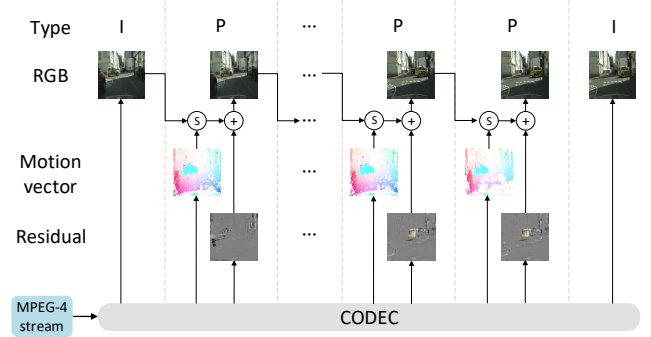 Type I P ... P P I
RGB ...
S + ... S + S +
Motion
vector ...
Residual ...
MPEG-4
stream
CODEC